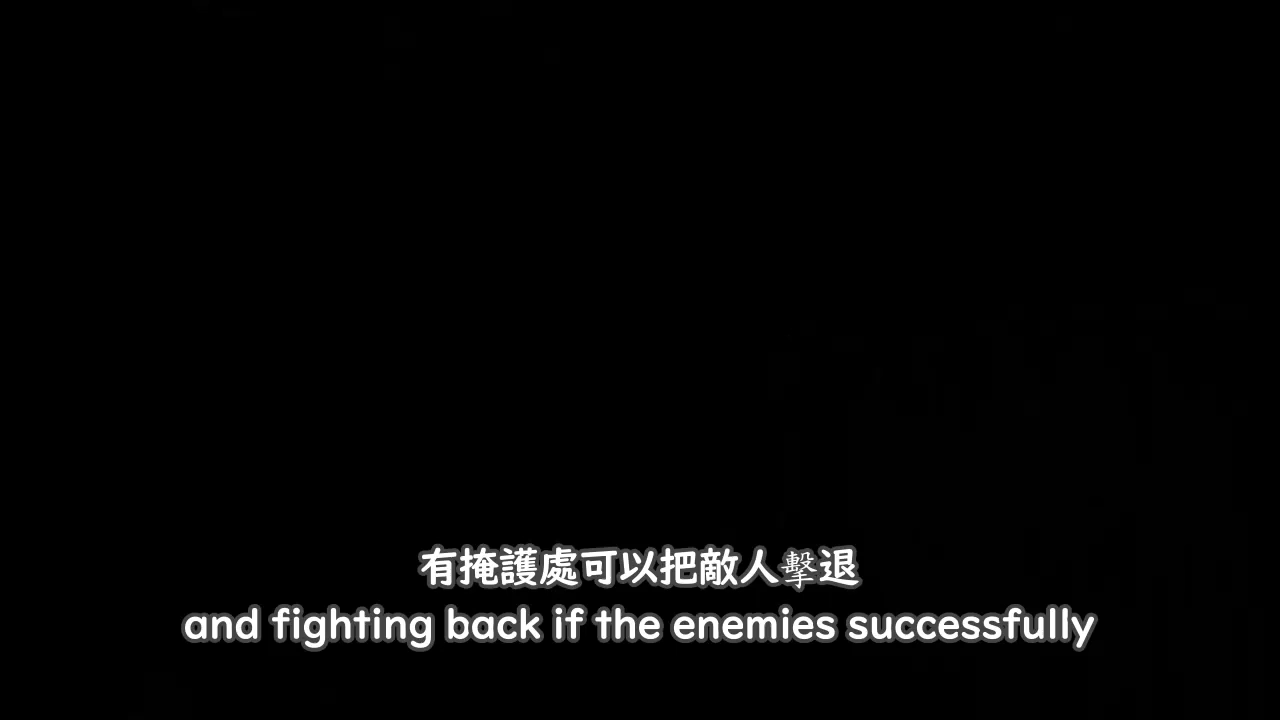 有掩護處可以把敵人擊退
and fighting back if the enemies successfully